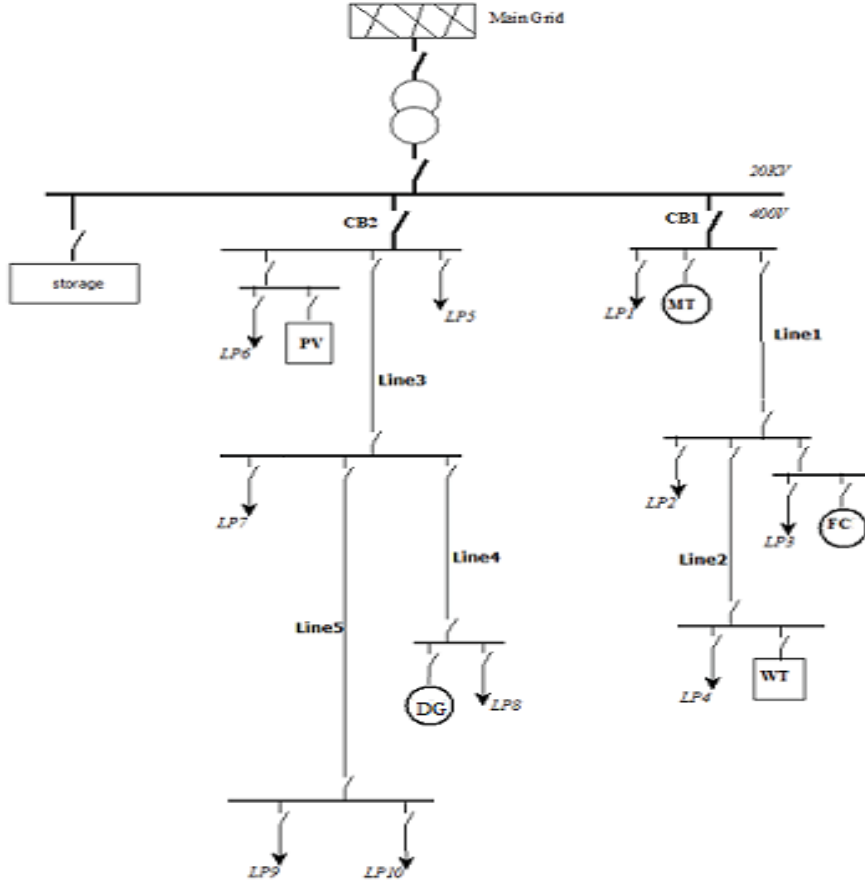 Main Grid
20KV
CB2
CB1
400V
storage
LP6
PV
LP5
LP1
MT
Line1
Line3
LP7
LP2
LP3
FC
Line4
Line2
Line5
DG
LP8
LP4
WT
LP9
LP10